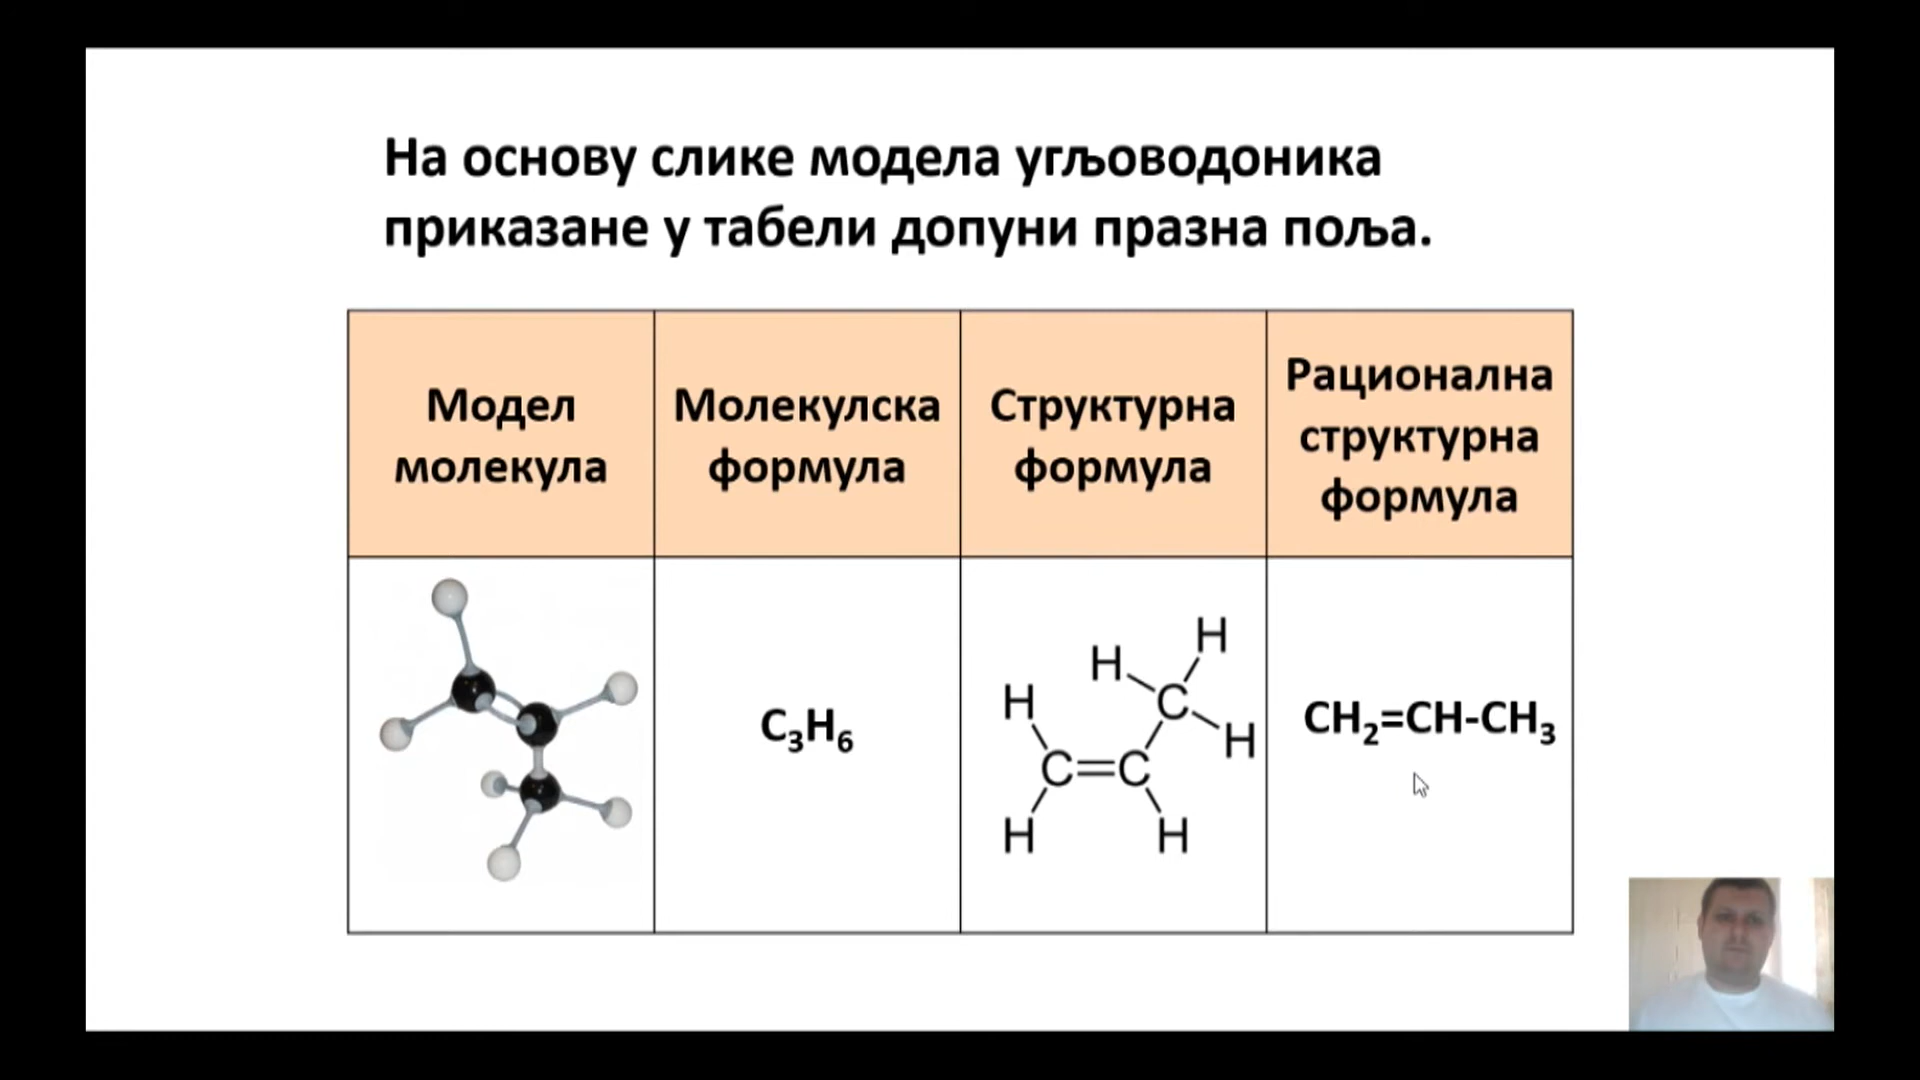 На основу слике модела угљоводоника
приказане у табели допуни празна поља.
Модел
молекула
Молекулска
формула
Структурна
формула
Рационална
структурна
формула
C₃H₆
H
H
C
H
H
C=C
H
H
CH₂=CH-CH₃